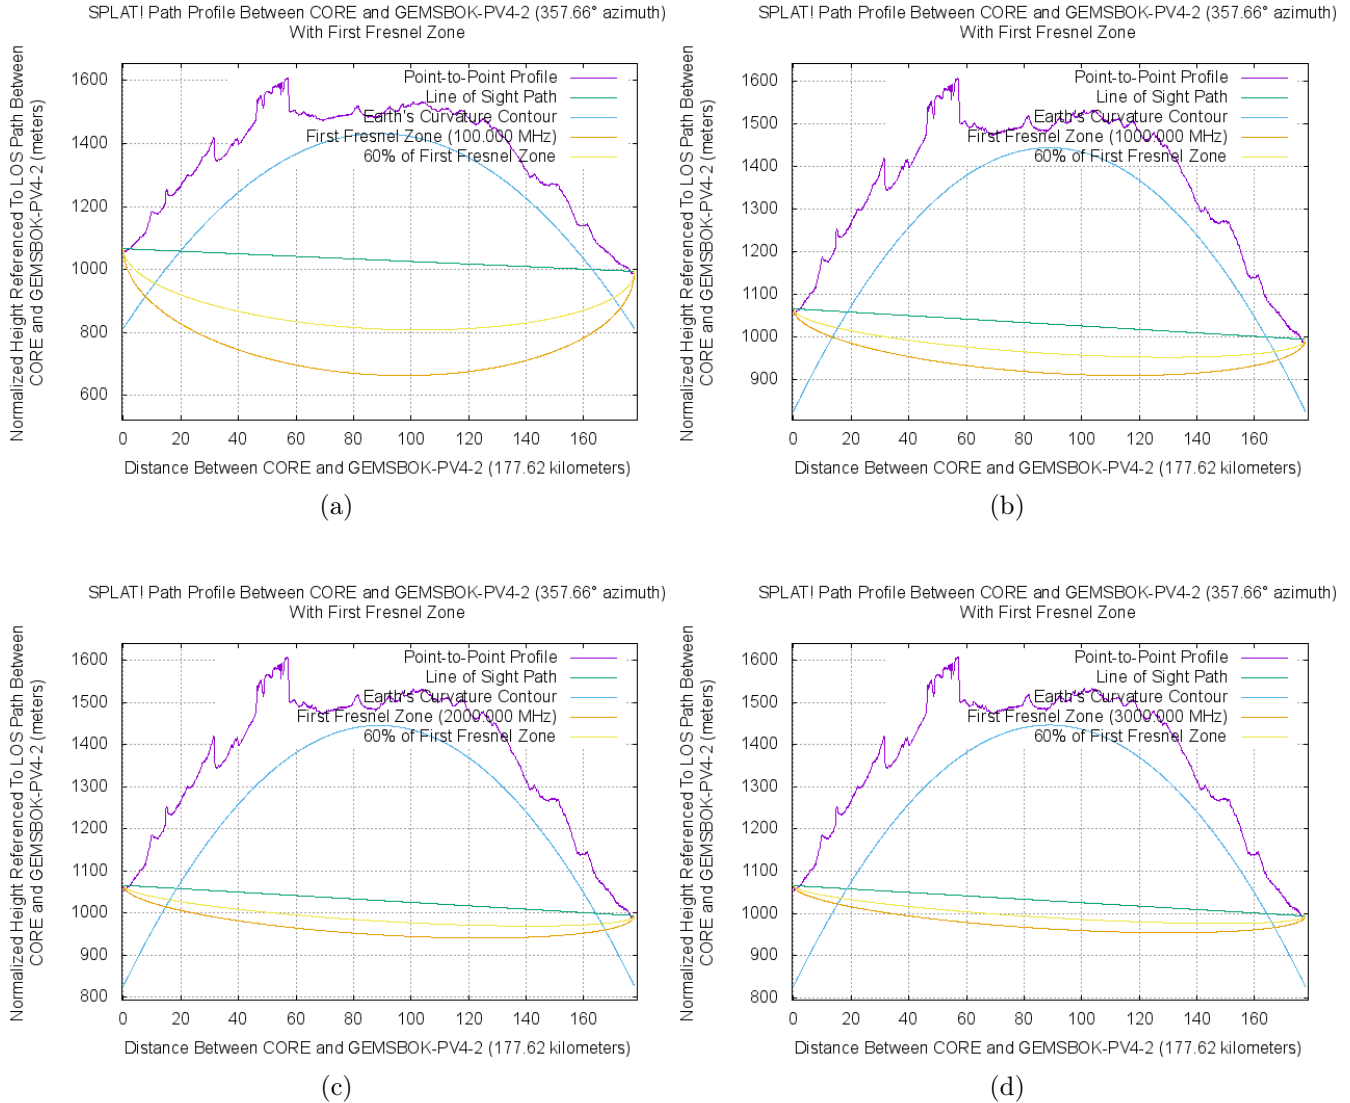 SPLAT! Path Profile Between CORE and GEMSBOK-PV4-2 (357.66° azimuth)
With First Fresnel Zone
Normalized Height Referenced To LOS Path Between
CORE and GEMSBOK-PV4-2 (meters)
1600
1400
1200
1000
800
600
Point-to-Point Profile
Line of Sight Path
Earth's Curvature Contour
First Fresnel Zone (100.000 MHz)
60% of First Fresnel Zone
0 20 40 60 80 100 120 140 160
Distance Between CORE and GEMSBOK-PV4-2 (177.62 kilometers)
(a)
SPLAT! Path Profile Between CORE and GEMSBOK-PV4-2 (357.66° azimuth)
With First Fresnel Zone
Normalized Height Referenced To LOS Path Between
CORE and GEMSBOK-PV4-2 (meters)
1600
1500
1400
1300
1200
1100
1000
900
Point-to-Point Profile
Line of Sight Path
Earth's Curvature Contour
First Fresnel Zone (1000.000 MHz)
60% of First Fresnel Zone
0 20 40 60 80 100 120 140 160
Distance Between CORE and GEMSBOK-PV4-2 (177.62 kilometers)
(b)
SPLAT! Path Profile Between CORE and GEMSBOK-PV4-2 (357.66° azimuth)
With First Fresnel Zone
Normalized Height Referenced To LOS Path Between
CORE and GEMSBOK-PV4-2 (meters)
1600
1500
1400
1300
1200
1100
1000
900
800
Point-to-Point Profile
Line of Sight Path
Earth's Curvature Contour
First Fresnel Zone (2000.000 MHz)
60% of First Fresnel Zone
0 20 40 60 80 100 120 140 160
Distance Between CORE and GEMSBOK-PV4-2 (177.62 kilometers)
(c)
SPLAT! Path Profile Between CORE and GEMSBOK-PV4-2 (357.66° azimuth)
With First Fresnel Zone
Normalized Height Referenced To LOS Path Between
CORE and GEMSBOK-PV4-2 (meters)
1600
1500
1400
1300
1200
1100
1000
900
800
Point-to-Point Profile
Line of Sight Path
Earth's Curvature Contour
First Fresnel Zone (3000.000 MHz)
60% of First Fresnel Zone
0 20 40 60 80 100 120 140 160
Distance Between CORE and GEMSBOK-PV4-2 (177.62 kilometers)
(d)